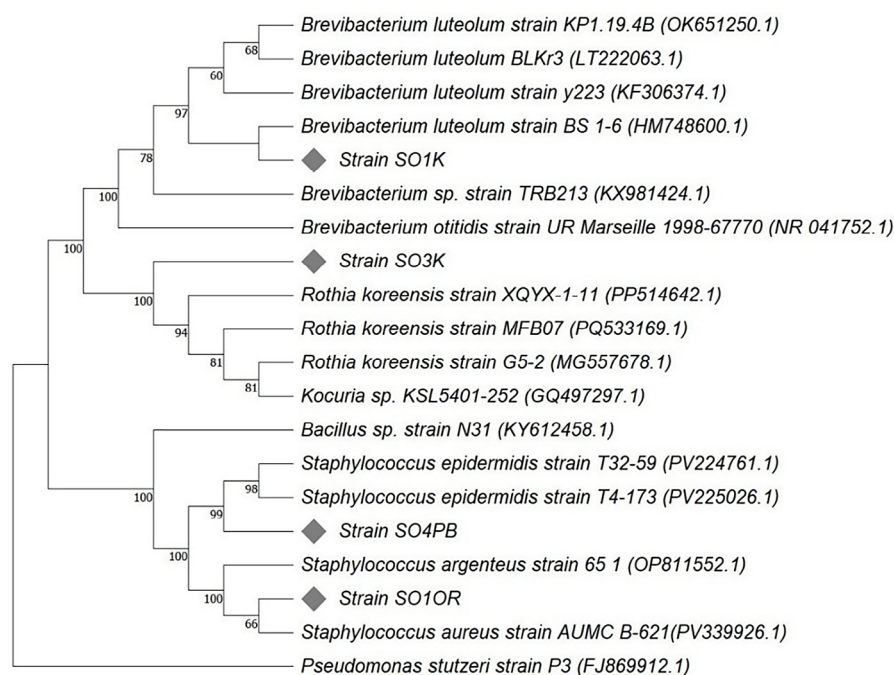 Brevibacterium luteolum strain KP1.19.4B (OK651250.1)
68
Brevibacterium luteolum BLKr3 (LT222063.1)
60
Brevibacterium luteolum strain y223 (KF306374.1)
97
Brevibacterium luteolum strain BS 1-6 (HM748600.1)
78
Strain SO1K
Brevibacterium sp. strain TRB213 (KX981424.1)
100
Brevibacterium otitidis strain UR Marseille 1998-67770 (NR 041752.1)
100
Strain SO3K
100
Rothia koreensis strain XQYX-1-11 (PP514642.1)
94
Rothia koreensis strain MFB07 (PQ533169.1)
81
Rothia koreensis strain G5-2 (MG557678.1)
81
Kocuria sp. KSL5401-252 (GQ497297.1)
Bacillus sp. strain N31 (KY612458.1)
Staphylococcus epidermidis strain T32-59 (PV224761.1)
98
100
Staphylococcus epidermidis strain T4-173 (PV225026.1)
99
Strain SO4PB
100
Staphylococcus argenteus strain 65 1 (OP811552.1)
100
Strain SO1OR
66
Staphylococcus aureus strain AUMC B-621(PV339926.1)
Pseudomonas stutzeri strain P3 (FJ869912.1)